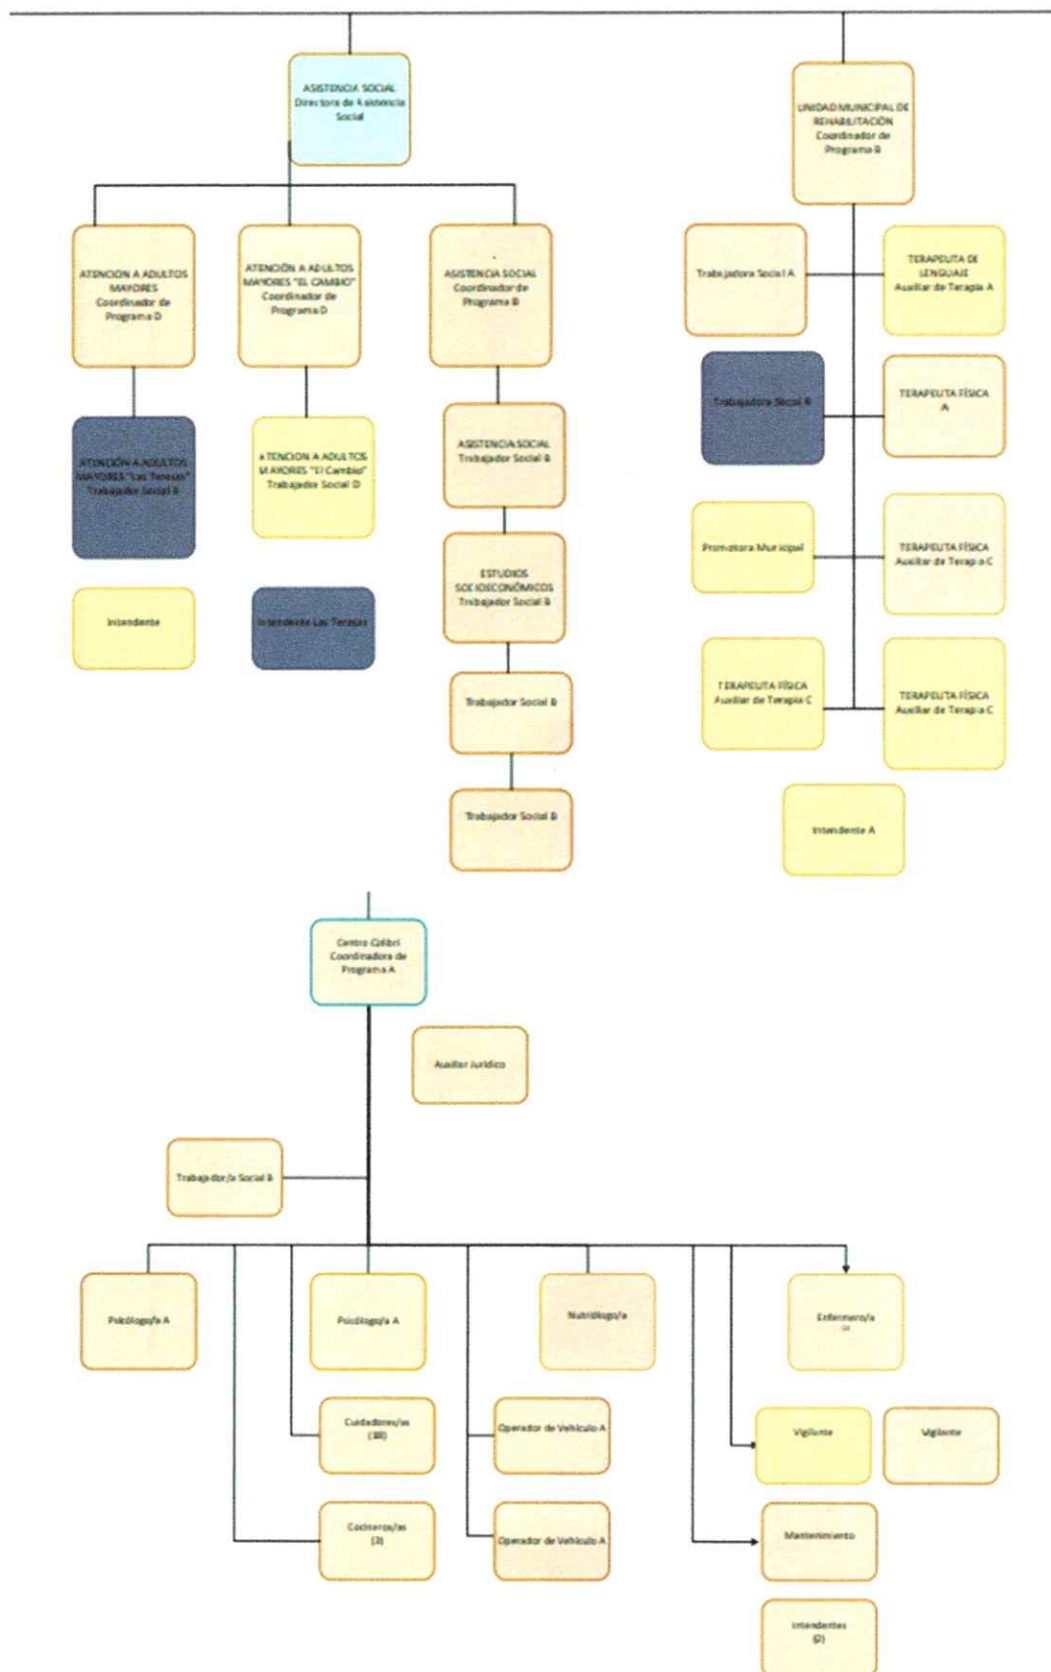 ASISTENCIA SOCIAL
Directora de Asistencia
Social
UNIDAD MUNICIPAL DE
REHABILITACIÓN
Coordinador de
Programa B
ATENCIÓN A ADULTOS
MAYORES
Coordinador de
Programa D
ATENCIÓN A ADULTOS
MAYORES "EL CAMBIO"
Coordinador de
Programa D
ASISTENCIA SOCIAL
Coordinador de
Programa B
Trabajadora Social A
TERAPEUTA DE
LENGUAJE
Auxiliar de Terapia A
ATENCIÓN A ADULTOS
MAYORES "Las Teresas"
Trabajador Social B
ATENCION A ADULTOS
MAYORES "El Cambio"
Trabajador Social D
ASISTENCIA SOCIAL
Trabajador Social B
Trabajadora Social B
TERAPEUTA FÍSICA
A
ESTUDIOS
SOCIOECONÓMICOS
Trabajador Social B
Promotora Municipal
TERAPEUTA FÍSICA
Auxiliar de Terapia C
Intendente
Intendente Las Teresas
Trabajador Social B
TERAPEUTA FÍSICA
Auxiliar de Terapia C
TERAPEUTA FÍSICA
Auxiliar de Terapia C
Trabajador Social B
Intendente A
Centro Colibrí
Coordinadora de
Programa A
Auxiliar Jurídico
Trabajador/a Social B
Psicólogo/a A
Psicólogo/a A
Nutriólogo/a
Enfermero/a
Cuidadores/as
(18)
Operador de Vehículo A
Vigilante
Vigilante
Cocineros/as
(3)
Operador de Vehículo A
Mantenimiento
Intendentes
(2)